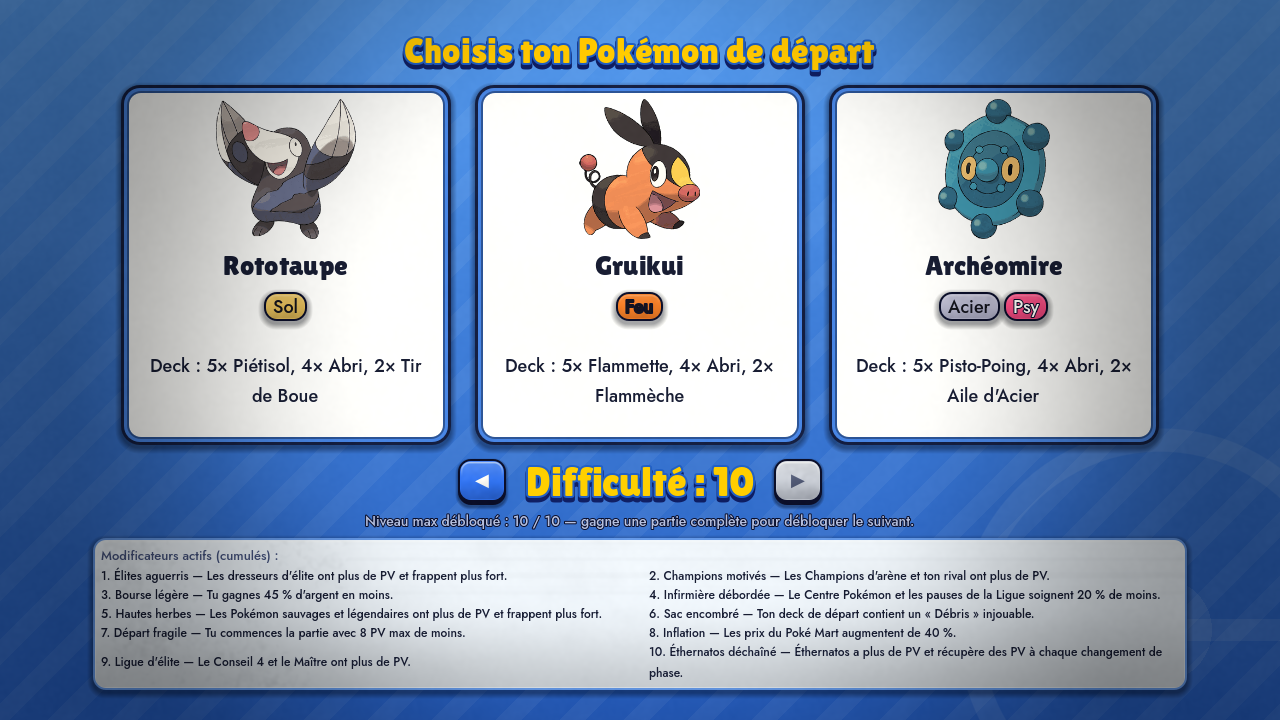 Choisis ton Pokémon de départ
Rototaupe
Sol
Deck : 5× Piétisol, 4× Abri, 2× Tir
de Boue
Gruikui
Feu
Deck : 5× Flammette, 4× Abri, 2×
Flammèche
Archéomire
Acier Psy
Deck : 5× Pisto-Poing, 4× Abri, 2×
Aile d'Acier
◄ Difficulté : 10 ►
Niveau max débloqué : 10 / 10 — gagne une partie complète pour débloquer le suivant.
Modificateurs actifs (cumulés) :
1. Élites aguerris — Les dresseurs d'élite ont plus de PV et frappent plus fort.
2. Champions motivés — Les Champions d'arène et ton rival ont plus de PV.
3. Bourse légère — Tu gagnes 45 % d'argent en moins.
4. Infirmière débordée — Le Centre Pokémon et les pauses de la Ligue soignent 20 % de moins.
5. Hautes herbes — Les Pokémon sauvages et légendaires ont plus de PV et frappent plus fort.
6. Sac encombré — Ton deck de départ contient un « Débris » injouable.
7. Départ fragile — Tu commences la partie avec 8 PV max de moins.
8. Inflation — Les prix du Poké Mart augmentent de 40 %.
9. Ligue d'élite — Le Conseil 4 et le Maître ont plus de PV.
10. Éthernatos déchaîné — Éthernatos a plus de PV et récupère des PV à chaque changement de
phase.